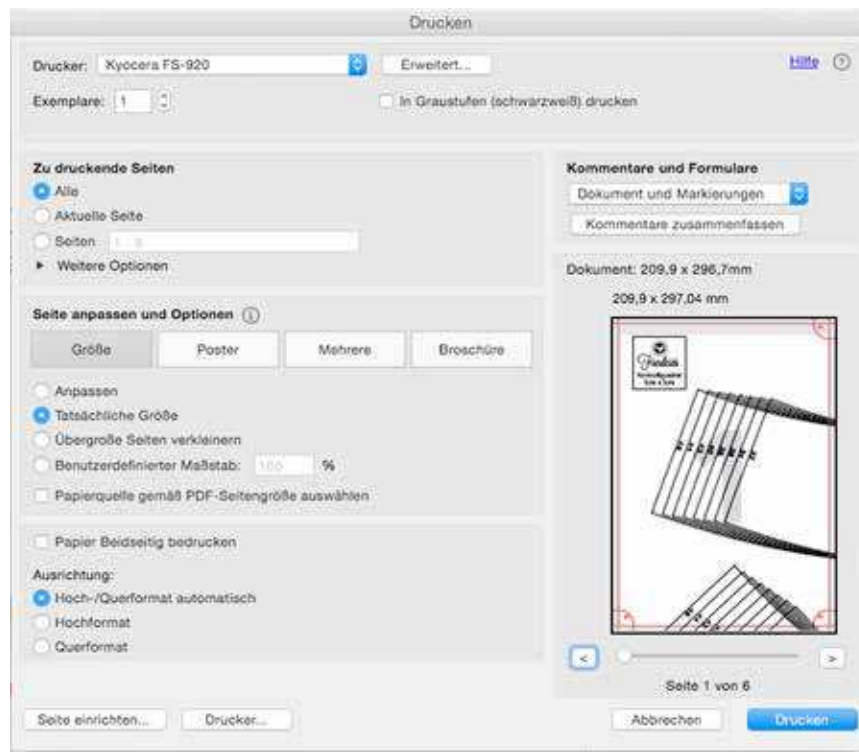 Drucken
Drucker: Kyocera FS-920 Erweitert... Hilfe ?
Exemplare: 1 In Graustufen (schwarzweiß) drucken
Zu druckende Seiten
Alle
Aktuelle Seite
Seiten 1 - 6
Weitere Optionen
Seite anpassen und Optionen
Größe Poster Mehrere Broschüre
Anpassen
Tatsächliche Größe
Übergroße Seiten verkleinern
Benutzerdefinierter Maßstab: 100 %
Papierquelle gemäß PDF-Seitengröße auswählen
Papier Beidseitig bedrucken
Ausrichtung:
Hoch-/Querformat automatisch
Hochformat
Querformat
Kommentare und Formulare
Dokument und Markierungen
Kommentare zusammenfassen
Dokument: 209,9 x 296,7mm
209,9 x 297,04 mm
< >
Seite 1 von 6
Seite einrichten... Drucker... Abbrechen Drucken